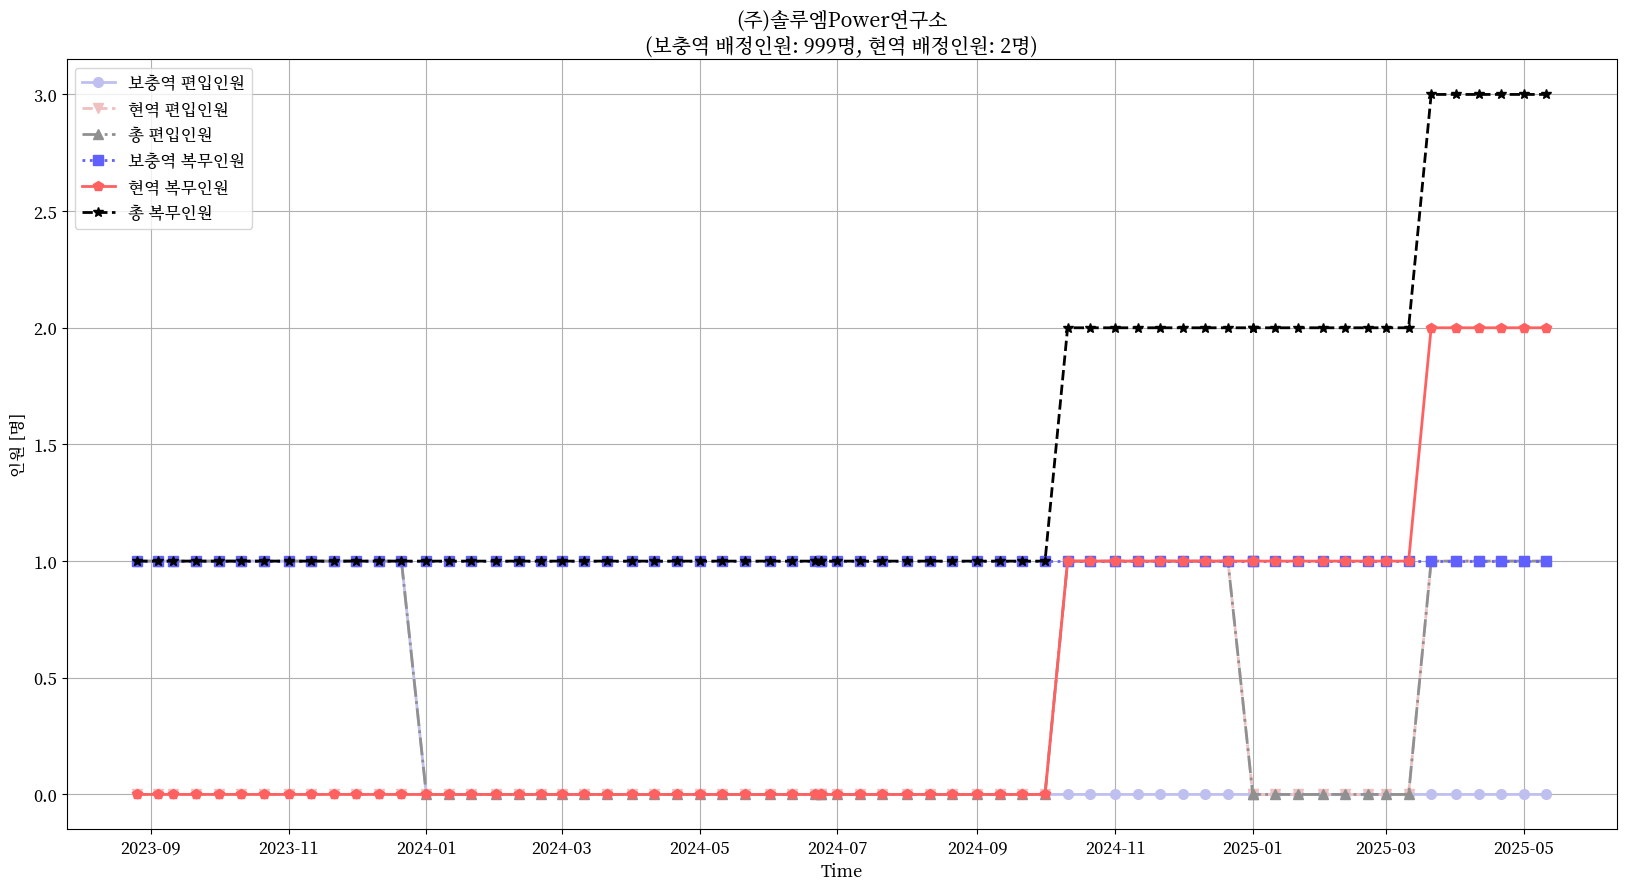 (주)솔루엠Power연구소
(보충역 배정인원: 999명, 현역 배정인원: 2명)
보충역 편입인원
현역 편입인원
총 편입인원
보충역 복무인원
현역 복무인원
총 복무인원
3.0
2.5
2.0
1.5
1.0
0.5
0.0
인원 [명]
2023-09 2023-11 2024-01 2024-03 2024-05 2024-07 2024-09 2024-11 2025-01 2025-03 2025-05
Time